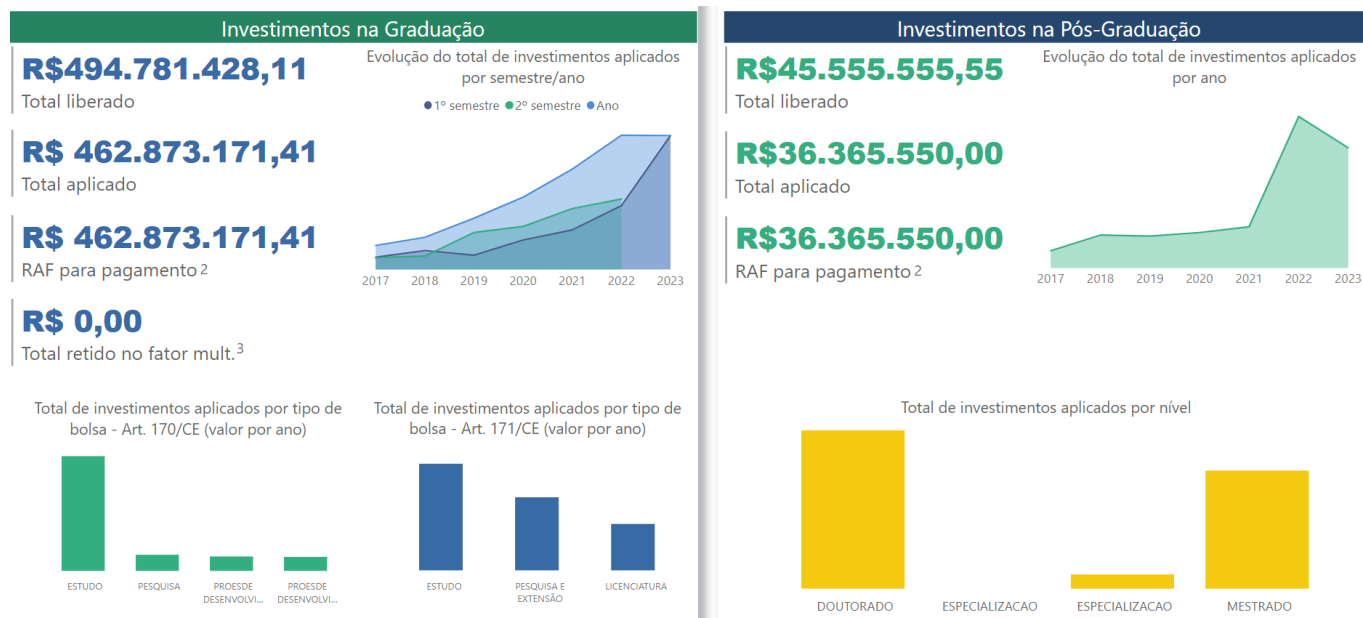 Investimentos na Graduação
R$494.781.428,11
Total liberado
R$ 462.873.171,41
Total aplicado
R$ 462.873.171,41
RAF para pagamento 2
R$ 0,00
Total retido no fator mult.3
Evolução do total de investimentos aplicados
por semestre/ano
1º semestre 2º semestre Ano
2017 2018 2019 2020 2021 2022 2023
Total de investimentos aplicados por tipo de
bolsa - Art. 170/CE (valor por ano)
ESTUDO PESQUISA PROESDE PROESDE
DESENVOLVI... DESENVOLVI...
Total de investimentos aplicados por tipo de
bolsa - Art. 171/CE (valor por ano)
ESTUDO PESQUISA E LICENCIATURA
EXTENSÃO
Investimentos na Pós-Graduação
R$45.555.555,55
Total liberado
R$36.365.550,00
Total aplicado
R$36.365.550,00
RAF para pagamento 2
Evolução do total de investimentos aplicados
por ano
2017 2018 2019 2020 2021 2022 2023
Total de investimentos aplicados por nível
DOUTORADO ESPECIALIZACAO ESPECIALIZACAO MESTRADO